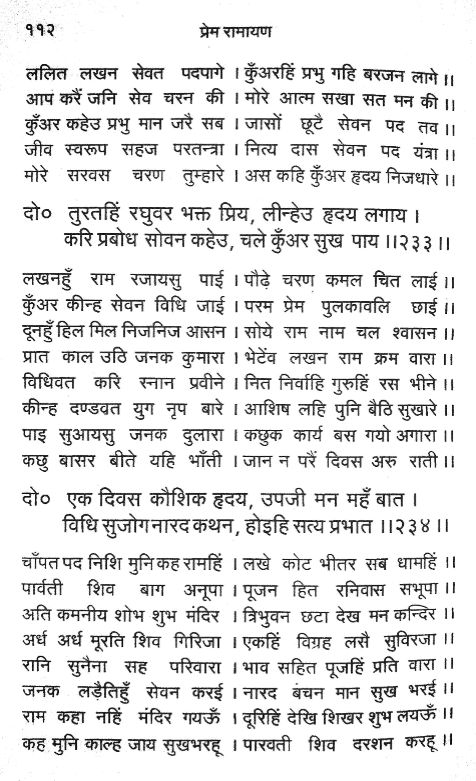 ११२ प्रेम रामायण
ललित लखन सेवत पदपागे । कुँअरहिं प्रभु गहि बरजन लागे ।।
आप करैं जनि सेव चरन की । मोरे आत्म सखा सत मन की ।।
कुँअर कहेउ प्रभु मान जरै सब । जासों छूटै सेवन पद तव ।।
जीव स्वरूप सहज परतन्त्रा । नित्य दास सेवन पद यंत्रा ।।
मोरे सरवस चरण तुम्हारे । अस कहि कुँअर हृदय निजधारे ।।
दो० तुरतहिं रघुवर भक्त प्रिय, लीन्हेउ हृदय लगाय ।
करि प्रबोध सोवन कहेउ, चले कुँअर सुख पाय ।।२३३।।
लखनहुँ राम रजायसु पाई । पौढ़े चरण कमल चित लाई ।।
कुँअर कीन्ह सेवन विधि जाई । परम प्रेम पुलकावलि छाई ।।
दूनहुँ हिल मिल निजनिज आसन । सोये राम नाम चल श्वासन ।।
प्रात काल उठि जनक कुमारा । भेटेंव लखन राम क्रम वारा ।।
विधिवत करि स्नान प्रवीने । नित निर्वाहि गुरुहिं रस भीने ।।
कीन्ह दण्डवत युग नृप बारे । आशिष लहि पुनि बैठि सुखारे ।।
पाइ सुआयसु जनक दुलारा । कछुक कार्य बस गयो अगारा ।।
कछु बासर बीते यहि भाँती । जान न परैं दिवस अरु राती ।।
दो० एक दिवस कौशिक हृदय, उपजी मन महँ बात ।
विधि सुजोग नारद कथन, होइहि सत्य प्रभात ।।२३४।।
चाँपत पद निशि मुनि कह रामहिं । लखे कोट भीतर सब धामहिं ।।
पार्वती शिव बाग अनूपा । पूजन हित रनिवास सभूपा ।।
अति कमनीय शोभ शुभ मंदिर । त्रिभुवन छटा देख मन कन्दिर ।।
अर्ध अर्ध मूरति शिव गिरिजा । एकहिं विग्रह लसै सुविरजा ।।
रानि सुनैना सह परिवारा । भाव सहित पूजहिं प्रति वारा ।।
जनक लड़ैतिहुँ सेवन करई । नारद बंचन मान सुख भरई ।।
राम कहा नहिं मंदिर गयऊँ । दूरिहिं देखि शिखर शुभ लयऊँ ।।
कह मुनि काल्ह जाय सुखभरहू । पारवती शिव दरशन करहू ।।